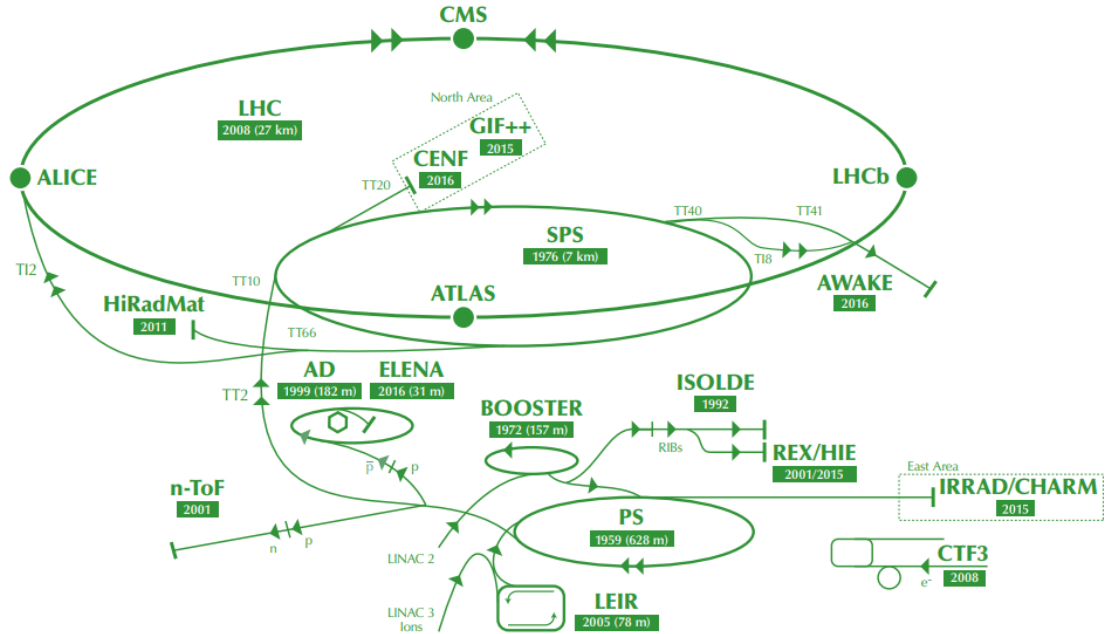 CMS
North Area
LHC
2008 (27 km)
GIF++
2015
CENF
2016
ALICE
TT20
LHCb
TT40
TT41
SPS
1976 (7 km)
TI8
TI2
TT10
AWAKE
2016
HiRadMat
2011
ATLAS
TT66
AD
1999 (182 m)
ELENA
2016 (31 m)
TT2
ISOLDE
1992
BOOSTER
1972 (157 m)
RIBs
REX/HIE
2001/2015
p̅
p
East Area
n-ToF
2001
IRRAD/CHARM
2015
PS
1959 (628 m)
n
p
LINAC 2
CTF3
2008
e-
LEIR
2005 (78 m)
LINAC 3
Ions